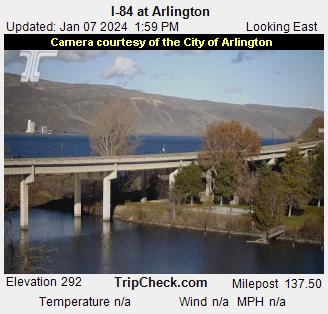 I-84 at Arlington
Updated: Jan 07 2024 1:59 PM Looking East
Camera courtesy of the City of Arlington
Elevation 292 TripCheck.com Milepost 137.50
Temperature n/a Wind n/a MPH n/a